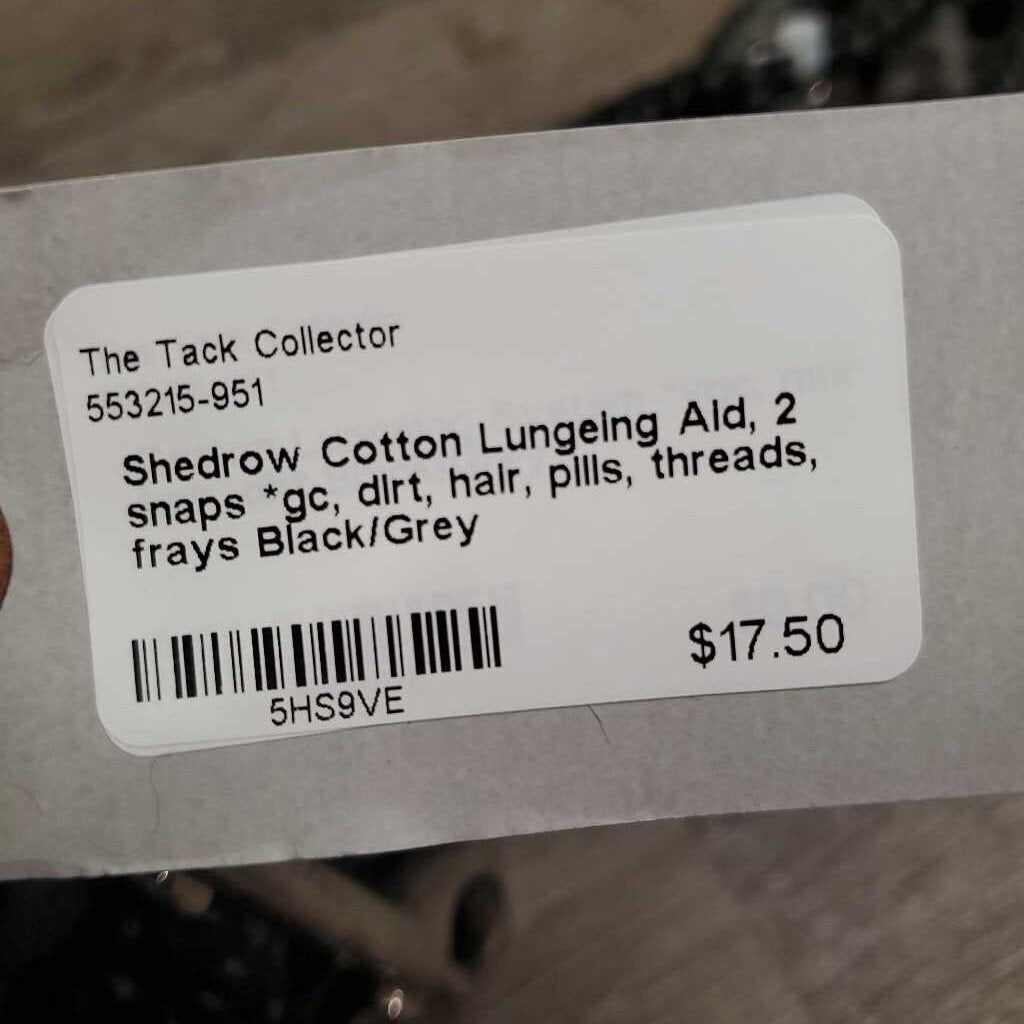 The Tack Collector
553215-951
Shedrow Cotton Lungeing Aid, 2
snaps *gc, dirt, hair, pills, threads,
frays Black/Grey
5HS9VE
$17.50